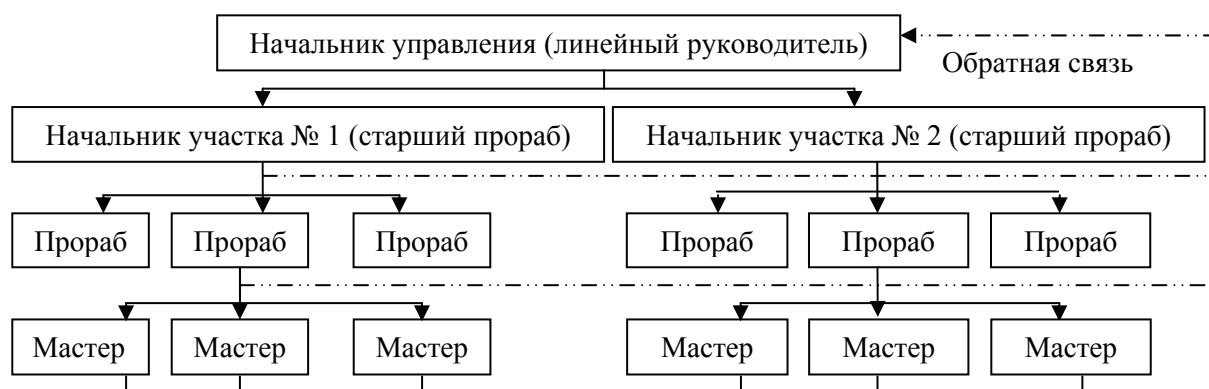 Начальник управления (линейный руководитель)
Обратная связь
Начальник участка № 1 (старший прораб)
Начальник участка № 2 (старший прораб)
Прораб
Прораб
Прораб
Прораб
Прораб
Прораб
Мастер
Мастер
Мастер
Мастер
Мастер
Мастер